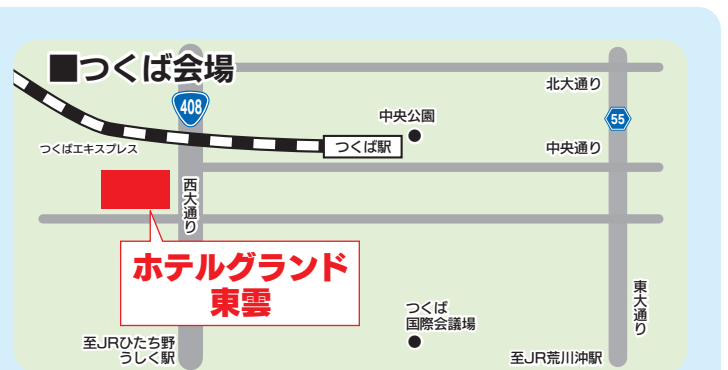 ■つくば会場
北大通り
408
中央公園
55
つくばエキスプレス
つくば駅
中央通り
西大通り
ホテルグランド
東雲
東大通り
つくば
国際会議場
至JRひたち野
うしく駅
至JR荒川沖駅